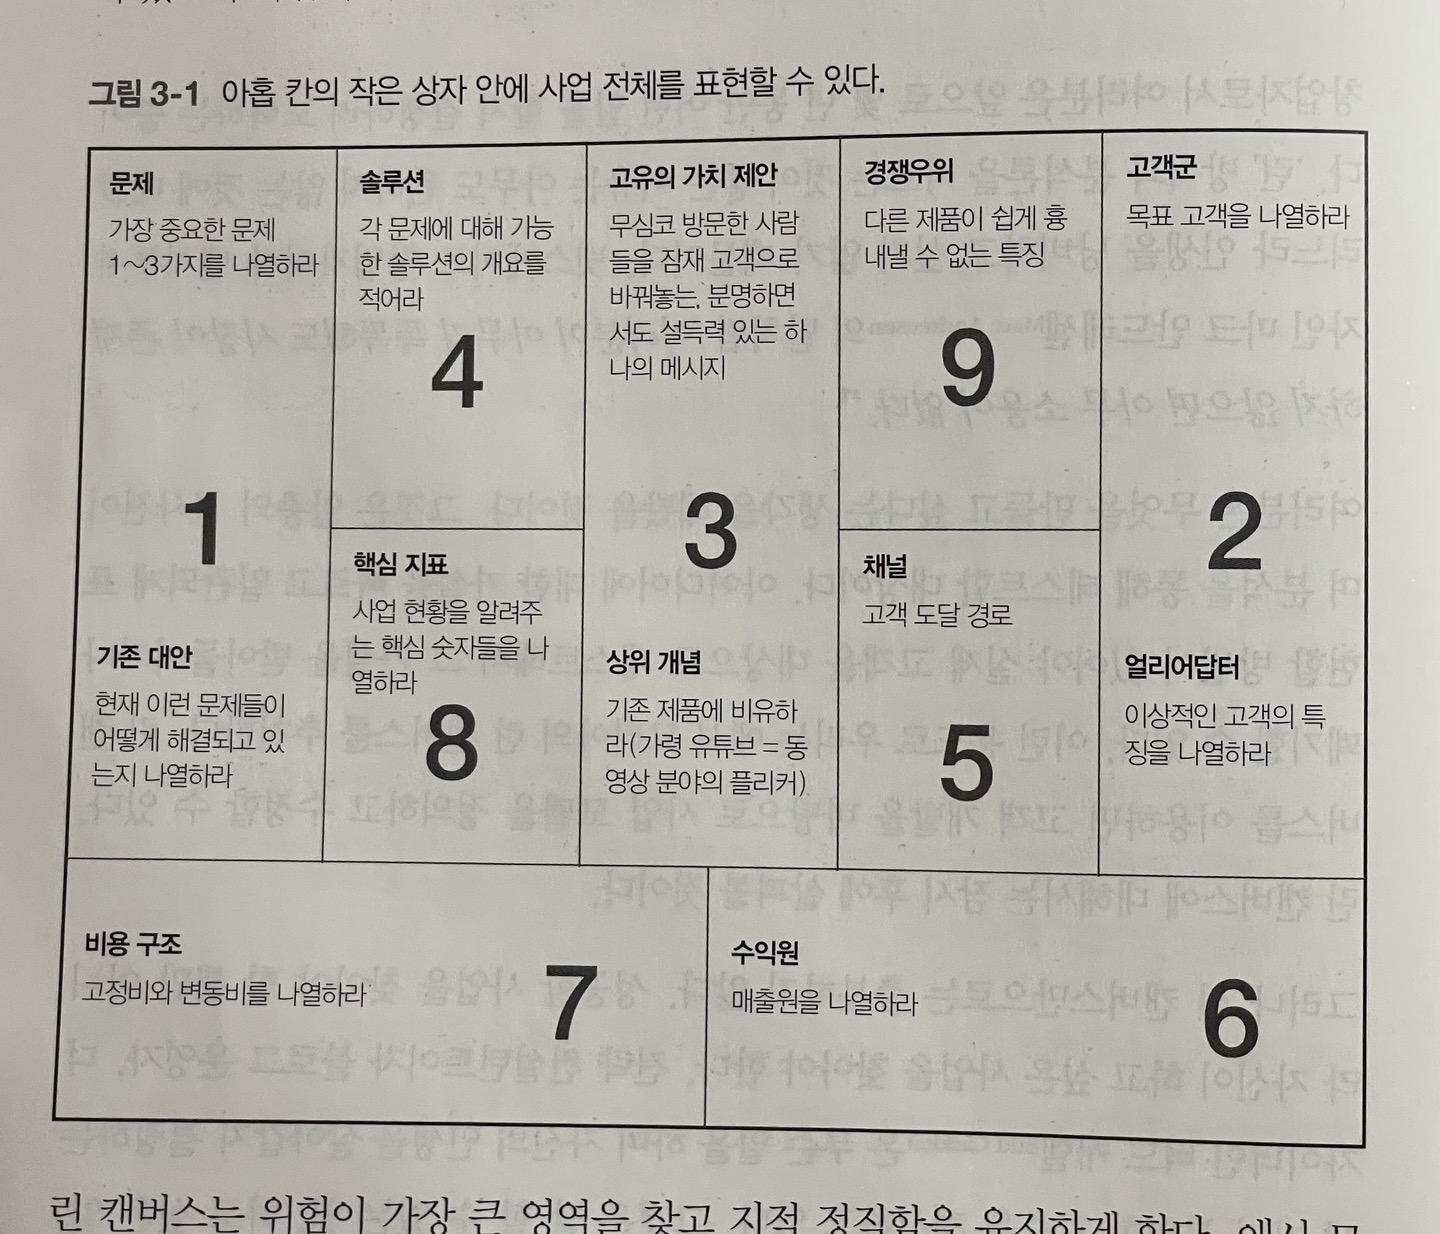 그림 3-1 아홉 칸의 작은 상자 안에 사업 전체를 표현할 수 있다.
문제
가장 중요한 문제
1~3가지를 나열하라
1
기존 대안
현재 이런 문제들이
어떻게 해결되고 있
는지 나열하라
솔루션
각 문제에 대해 가능
한 솔루션의 개요를
적어라
4
핵심 지표
사업 현황을 알려주
는 핵심 숫자들을 나
열하라
8
고유의 가치 제안
무심코 방문한 사람
들을 잠재 고객으로
바꿔놓는, 분명하면
서도 설득력 있는 하
나의 메시지
3
상위 개념
기존 제품에 비유하
라(가령 유튜브 = 동
영상 분야의 플리커)
경쟁우위
다른 제품이 쉽게 흉
내낼 수 없는 특징
9
채널
고객 도달 경로
5
고객군
목표 고객을 나열하라
2
얼리어답터
이상적인 고객의 특
징을 나열하라
비용 구조
고정비와 변동비를 나열하라
7
수익원
매출원을 나열하라
6
린 캔버스는 위험이 가장 큰 영역을 찾고 지적 정직함을 유지하게 한다.